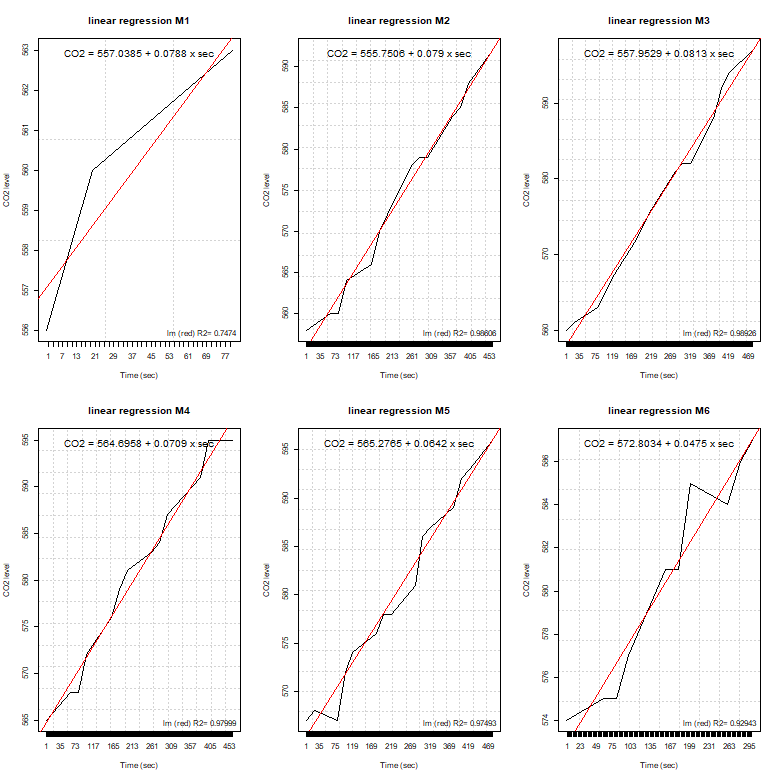 linear regression M1
CO2 = 557.0385 + 0.0788 x sec
563
562
561
560
559
558
557
556
CO2 level
lm (red) R2= 0.7474
1 7 13 21 29 37 45 53 61 69 77
Time (sec)
linear regression M2
CO2 = 555.7506 + 0.079 x sec
590
585
580
575
570
565
560
CO2 level
lm (red) R2= 0.98606
1 35 73 117 165 213 261 309 357 405 453
Time (sec)
linear regression M3
CO2 = 557.9529 + 0.0813 x sec
590
580
570
560
CO2 level
lm (red) R2= 0.98926
1 35 75 119 169 219 269 319 369 419 469
Time (sec)
linear regression M4
CO2 = 564.6958 + 0.0709 x sec
595
590
585
580
575
570
565
CO2 level
lm (red) R2= 0.97999
1 35 73 117 165 213 261 309 357 405 453
Time (sec)
linear regression M5
CO2 = 565.2765 + 0.0642 x sec
595
590
585
580
575
570
CO2 level
lm (red) R2= 0.97493
1 35 75 119 169 219 269 319 369 419 469
Time (sec)
linear regression M6
CO2 = 572.8034 + 0.0475 x sec
586
584
582
580
578
576
574
CO2 level
lm (red) R2= 0.92943
1 23 49 75 103 135 167 199 231 263 295
Time (sec)